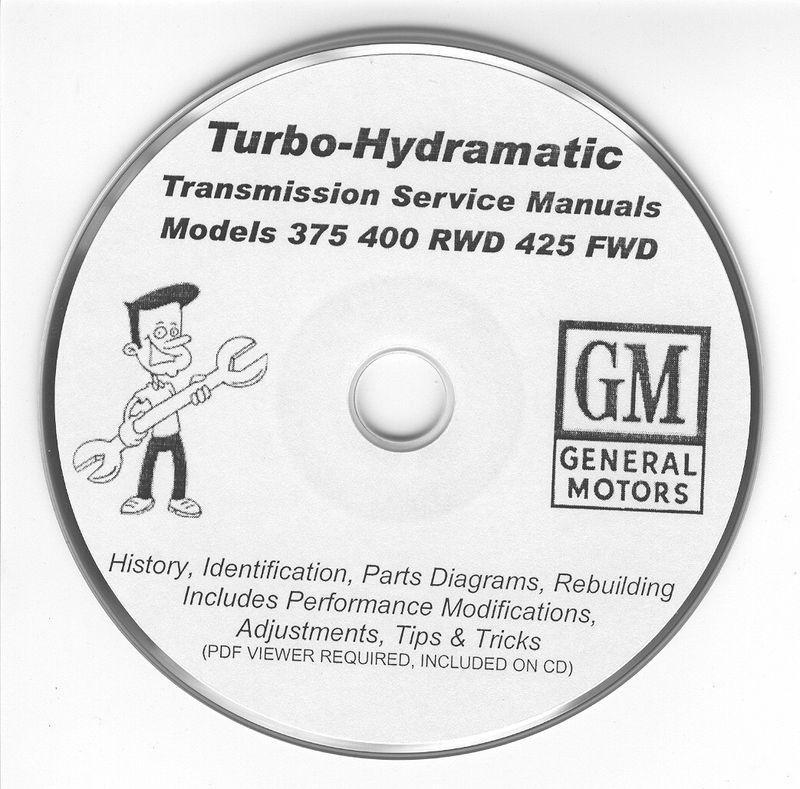 Turbo-Hydramatic
Transmission Service Manuals
Models 375 400 RWD 425 FWD
GM
GENERAL
MOTORS
History, Identification, Parts Diagrams, Rebuilding
Includes Performance Modifications,
Adjustments, Tips & Tricks
(PDF VIEWER REQUIRED, INCLUDED ON CD)